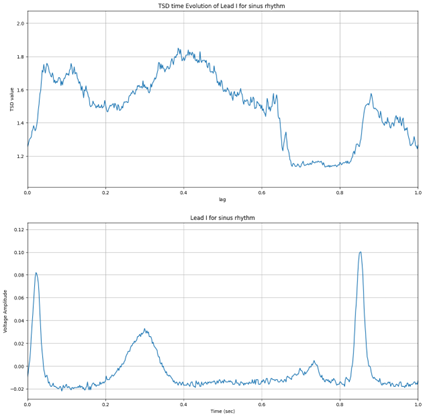 TSD time Evolution of Lead I for sinus rhythm
2.0
1.8
1.6
1.4
1.2
TSD value
0.0 0.2 0.4 0.6 0.8 1.0
lag
Lead I for sinus rhythm
0.12
0.10
0.08
0.06
0.04
0.02
0.00
−0.02
Voltage Amplitude
0.0 0.2 0.4 0.6 0.8 1.0
Time (sec)